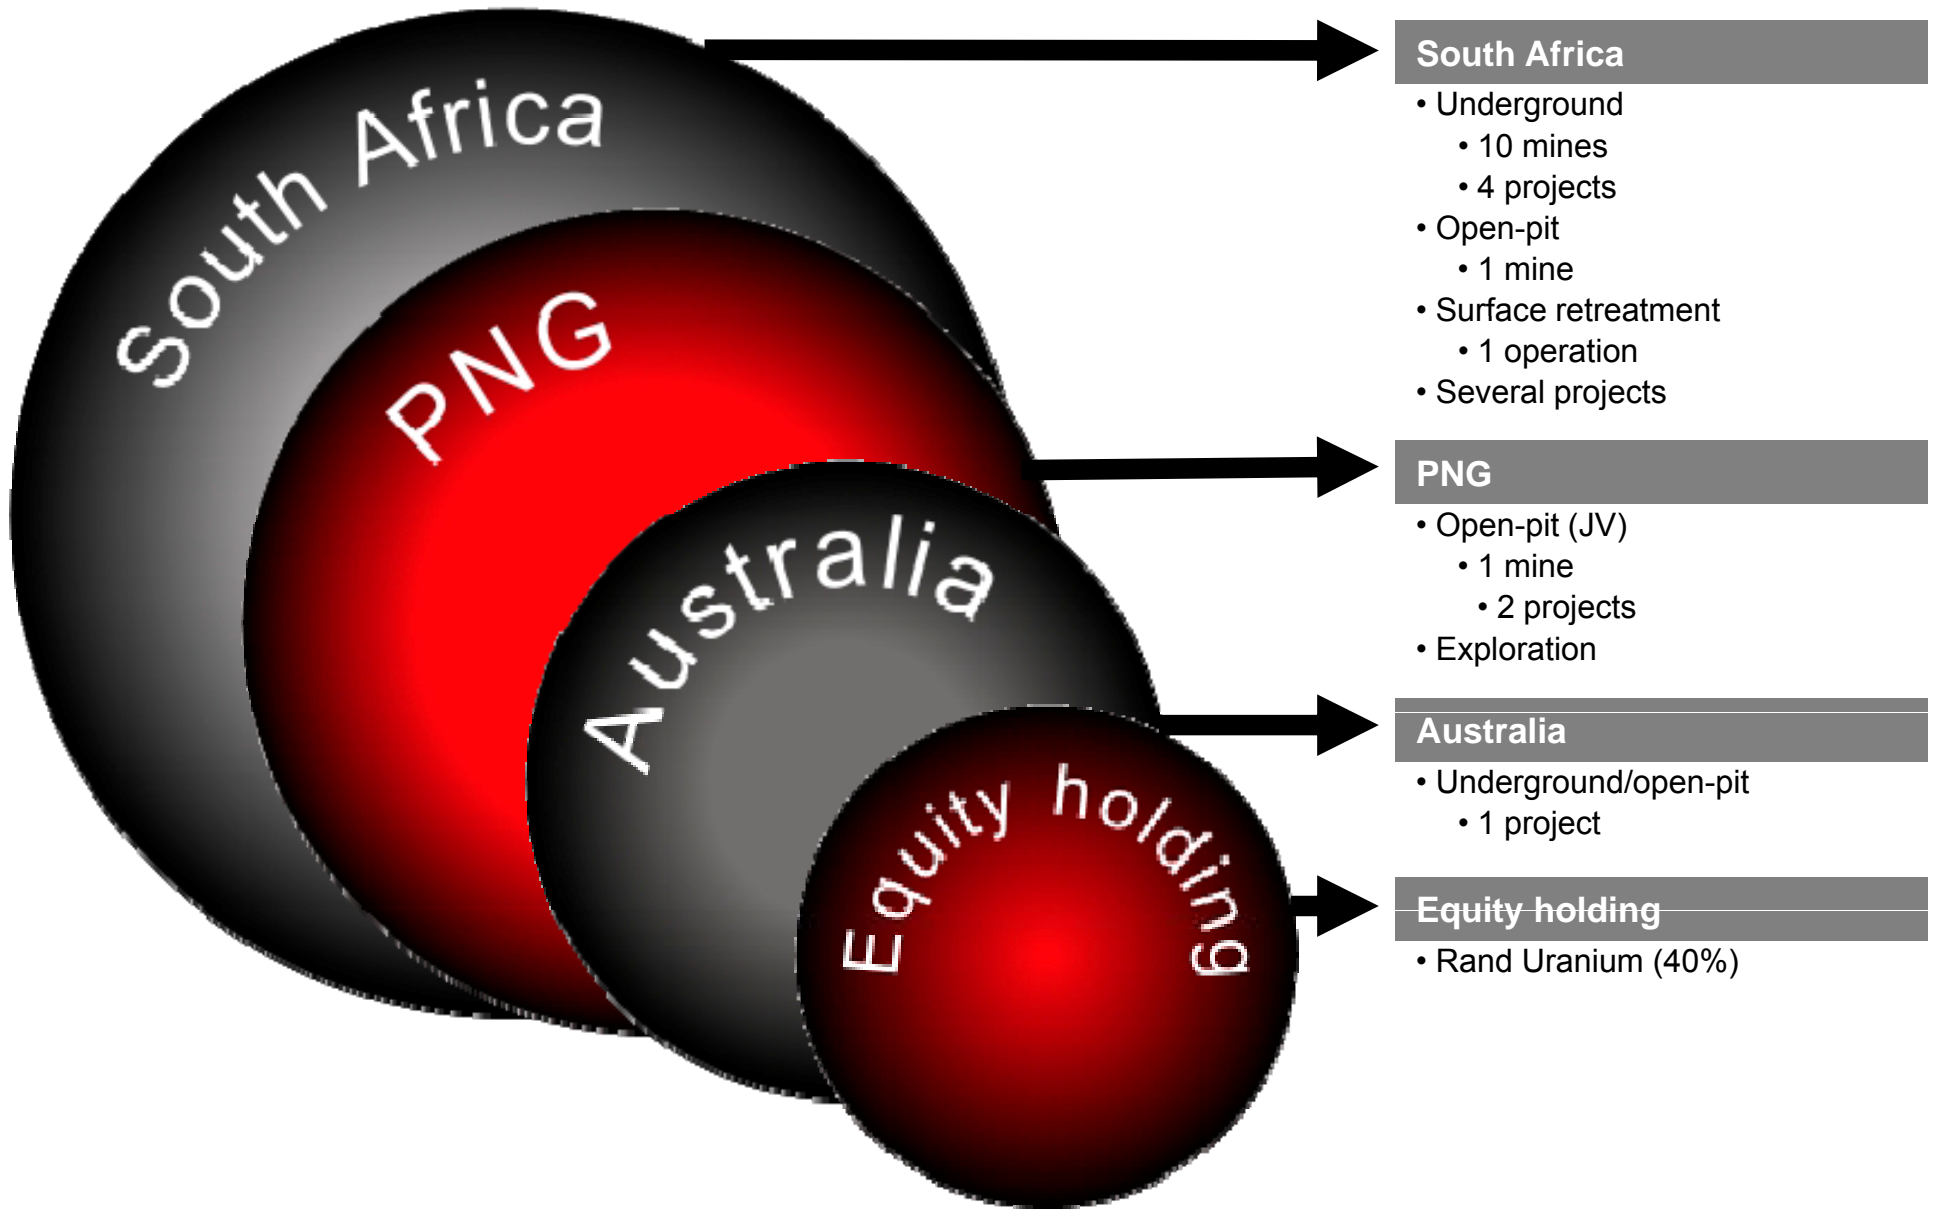 South Africa
PNG
Australia
Equity holding
South Africa
• Underground
• 10 mines
• 4 projects
• Open-pit
• 1 mine
• Surface retreatment
• 1 operation
• Several projects
PNG
• Open-pit (JV)
• 1 mine
• 2 projects
• Exploration
Australia
• Underground/open-pit
• 1 project
Equity holding
• Rand Uranium (40%)